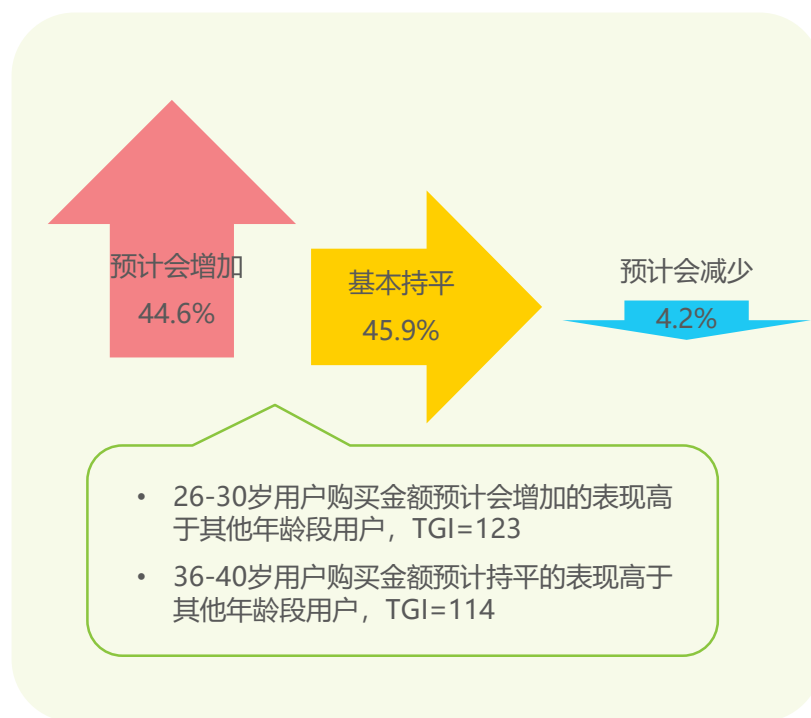 预计会增加
44.6%
基本持平
45.9%
预计会减少
4.2%
• 26-30岁用户购买金额预计会增加的表现高
于其他年龄段用户，TGI=123
• 36-40岁用户购买金额预计持平的表现高于
其他年龄段用户，TGI=114